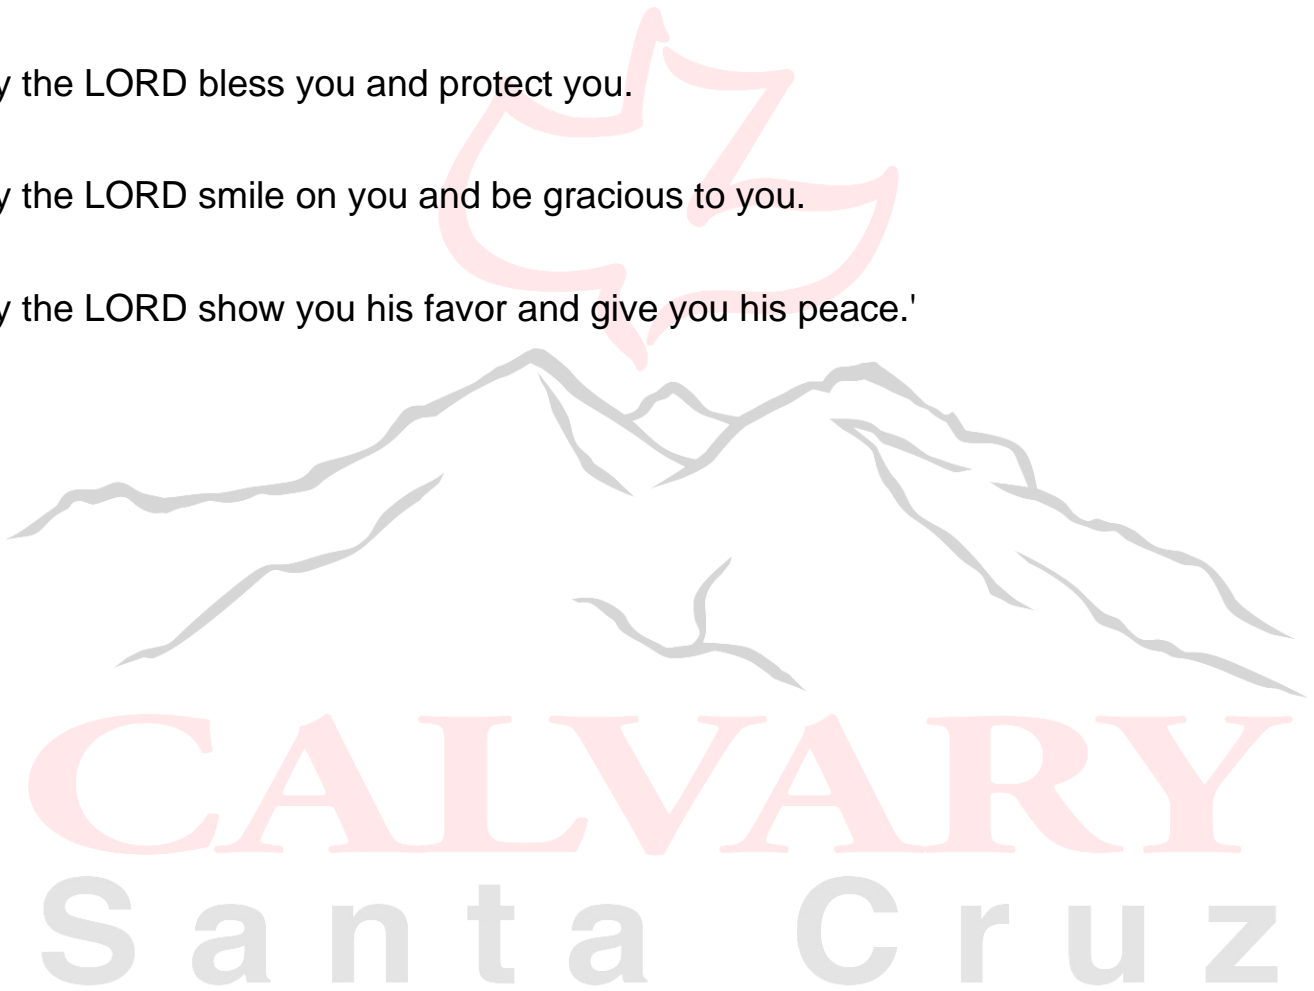 y the LORD bless you and protect you.
y the LORD smile on you and be gracious to you.
y the LORD show you his favor and give you his peace.'
CALVARY
Santa Cruz